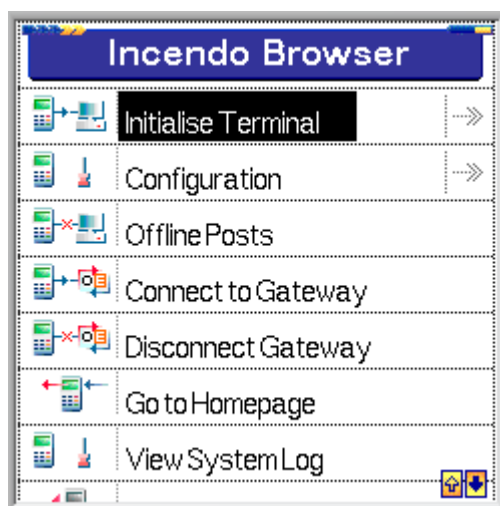 Incendo Browser
Initialise Terminal
Configuration
Offline Posts
Connect to Gateway
Disconnect Gateway
Go to Homepage
View System Log